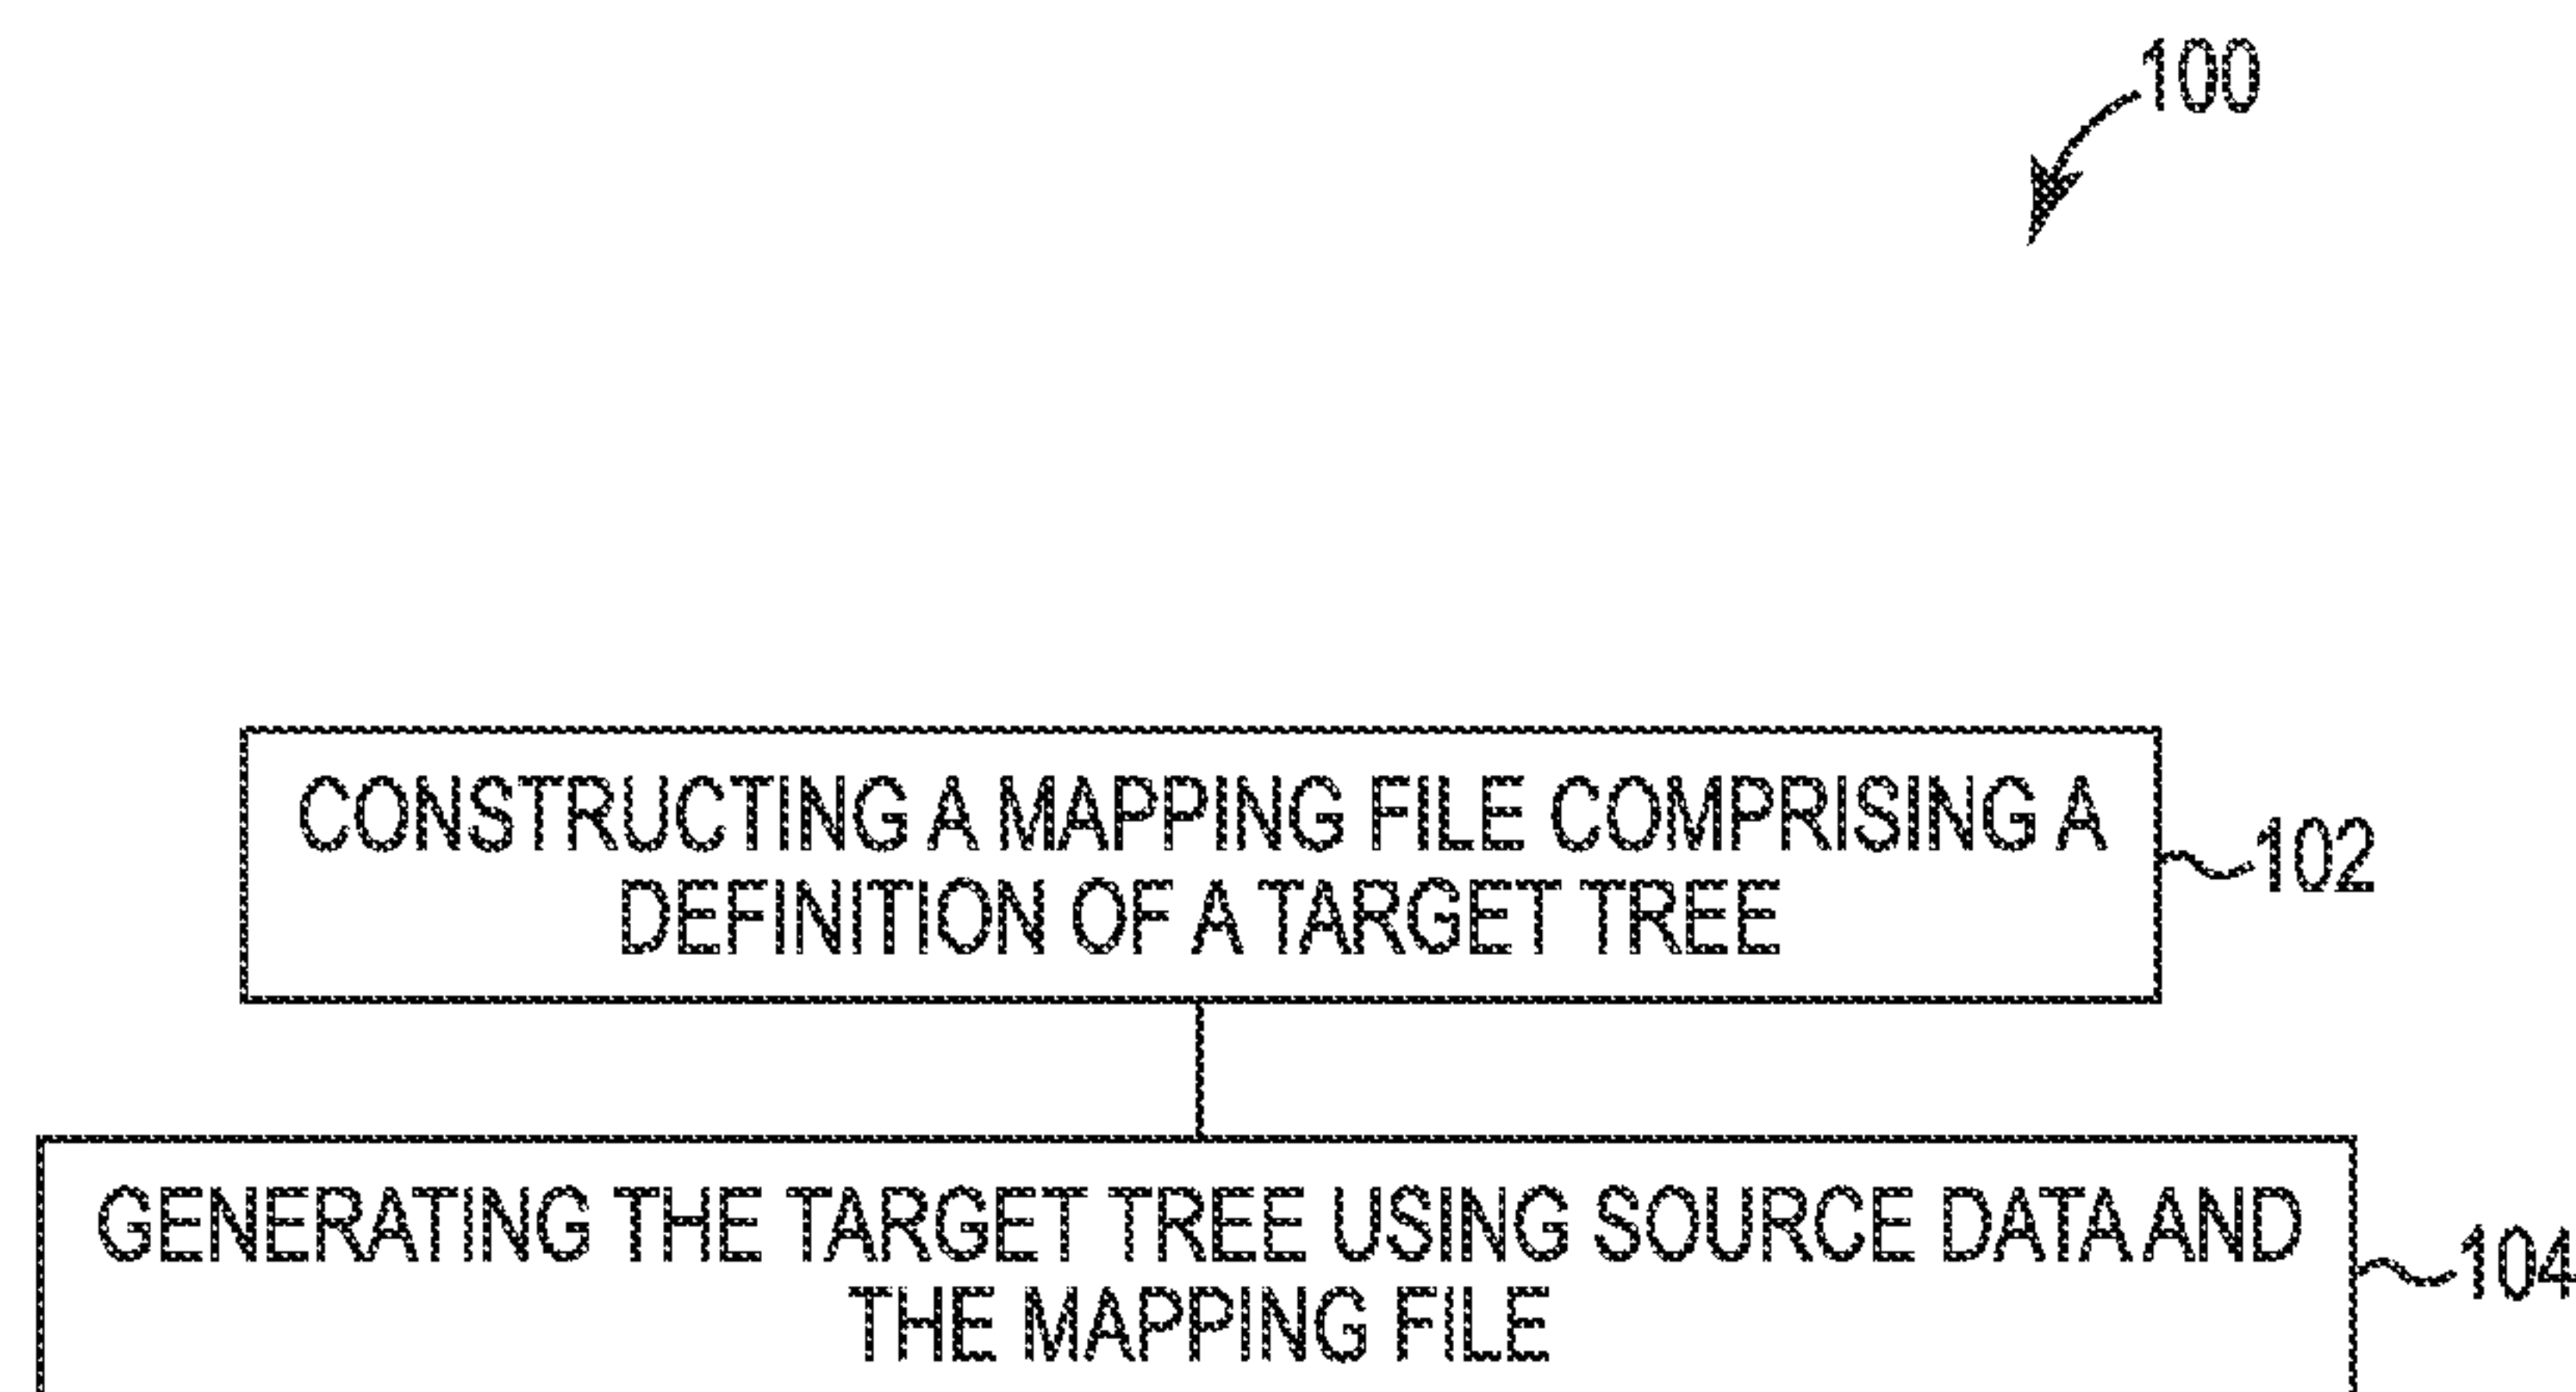 100
CONSTRUCTING A MAPPING FILE COMPRISING A
DEFINITION OF A TARGET TREE
102
GENERATING THE TARGET TREE USING SOURCE DATA AND
THE MAPPING FILE
104